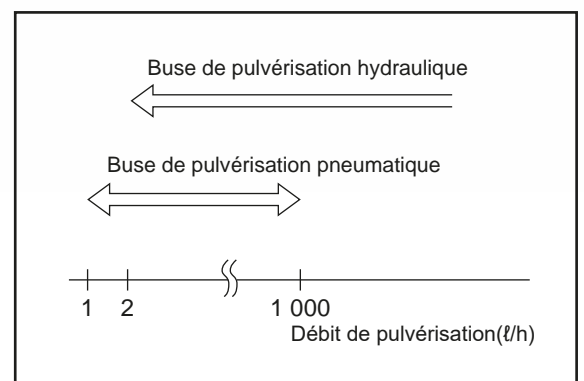 Buse de pulvérisation hydraulique
Buse de pulvérisation pneumatique
1 2 1 000
Débit de pulvérisation(ℓ/h)